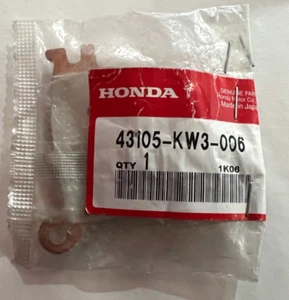 HONDA
GENUINE PARTS
Honda Motor Co.,
Made in Japan
43105-KW3-006
QTY 1
1K06